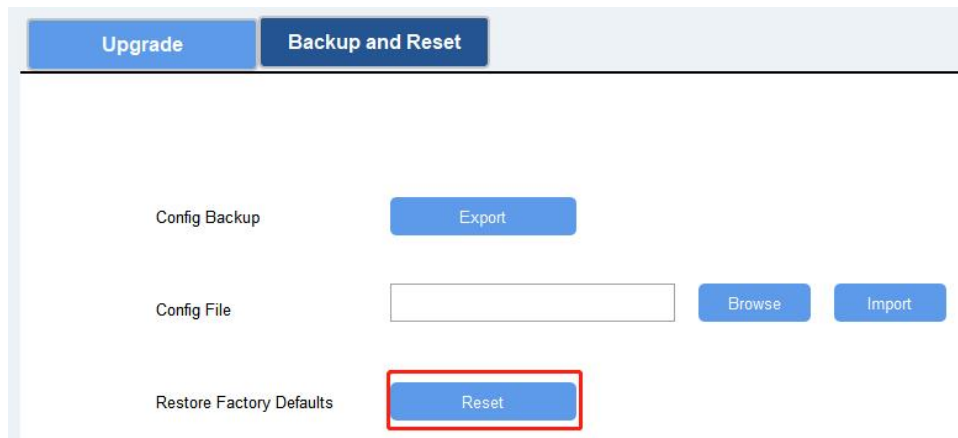 Upgrade Backup and Reset
Config Backup Export
Config File Browse Import
Restore Factory Defaults Reset